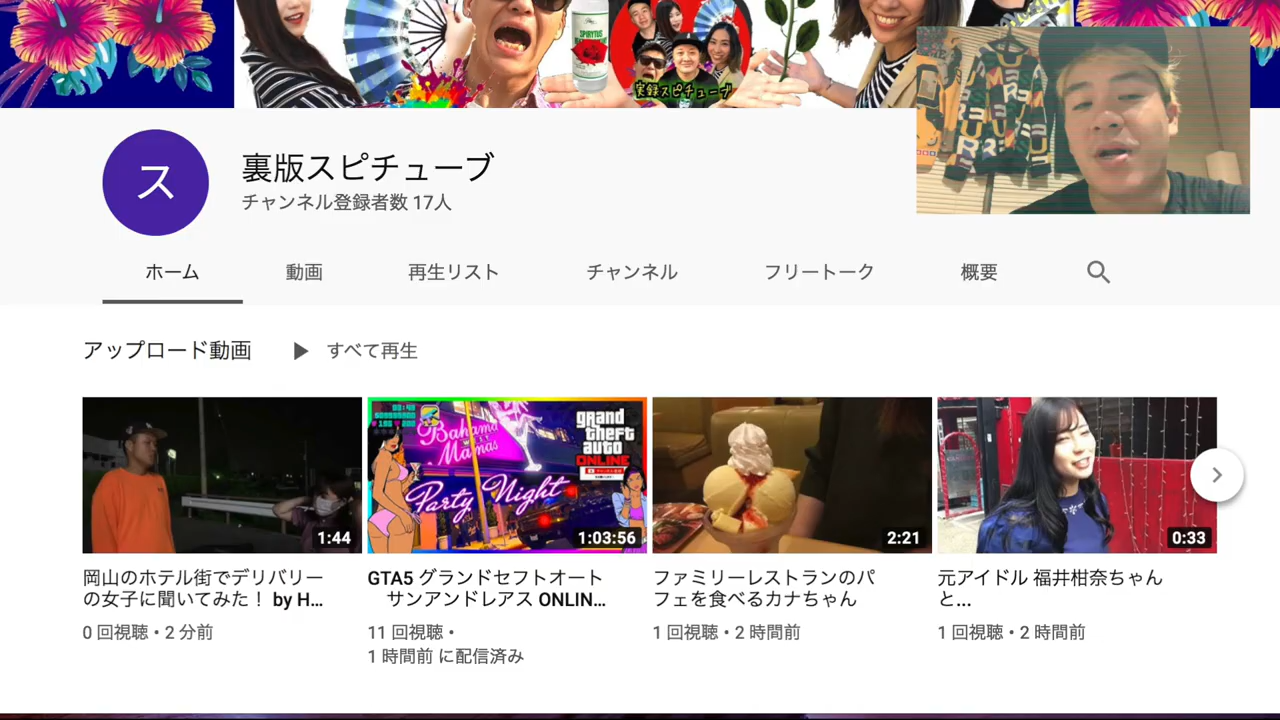 SPIRYTUS
実録スピチューブ
ス
裏版スピチューブ
チャンネル登録者数 17人
ホーム 動画 再生リスト チャンネル フリートーク 概要
アップロード動画 ▶ すべて再生
1:44
Bahama
Mamas
Party Night
grand
theft
auto
ONLINE
1:03:56
2:21
0:33
岡山のホテル街でデリバリー
の女子に聞いてみた！ by H...
0 回視聴・2 分前
GTA5 グランドセフトオート
サンアンドレアス ONLIN...
11 回視聴・
1 時間前 に配信済み
ファミリーレストランのパ
フェを食べるカナちゃん
1 回視聴・2 時間前
元アイドル 福井柑奈ちゃん
と...
1 回視聴・2 時間前